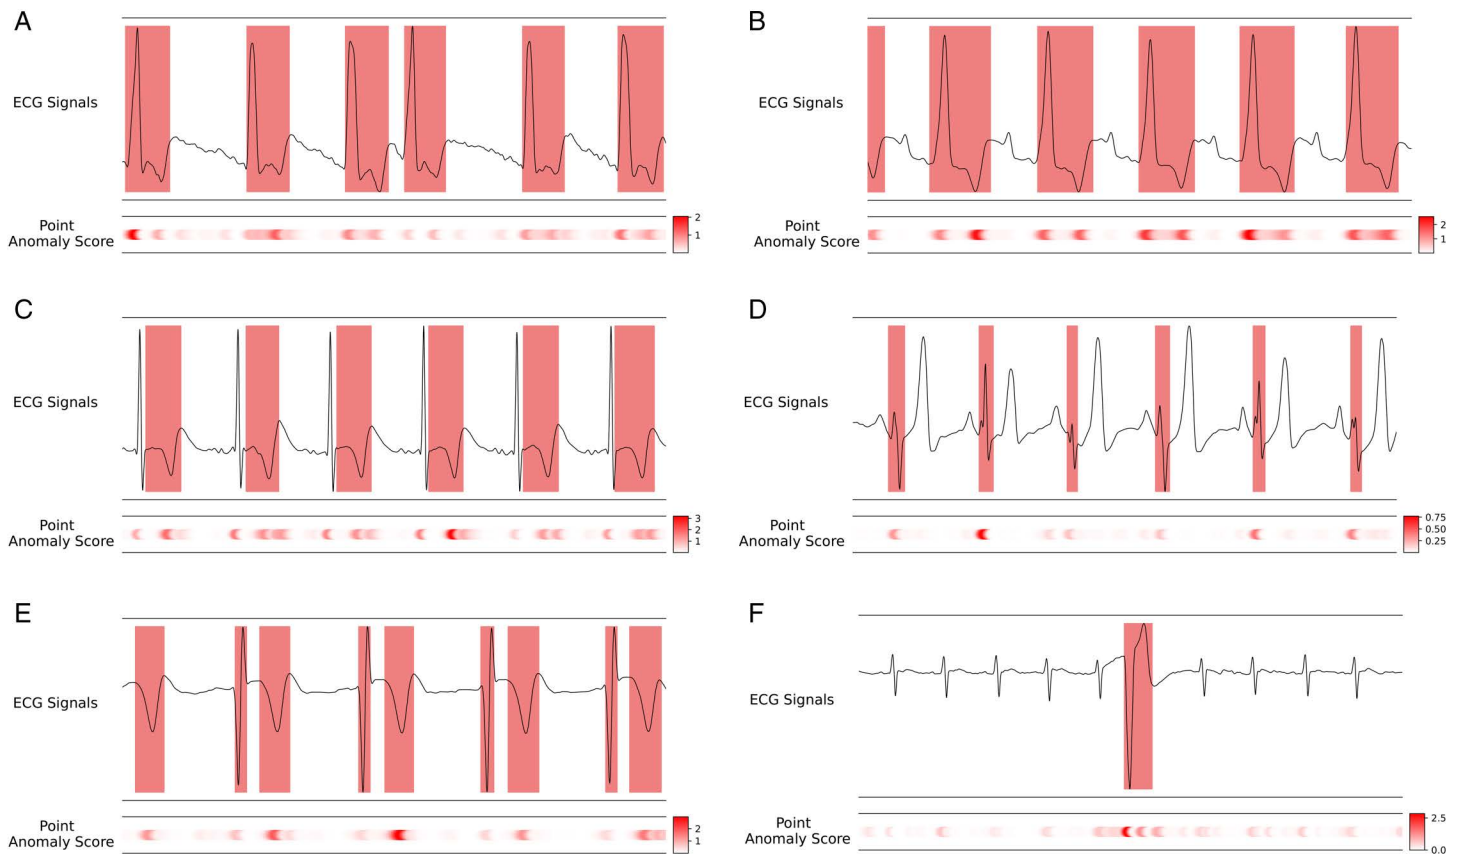 A
ECG Signals
Point
Anomaly Score
2
1
B
ECG Signals
Point
Anomaly Score
2
1
C
ECG Signals
Point
Anomaly Score
3
2
1
D
ECG Signals
Point
Anomaly Score
0.75
0.50
0.25
E
ECG Signals
Point
Anomaly Score
2
1
F
ECG Signals
Point
Anomaly Score
2.5
0.0